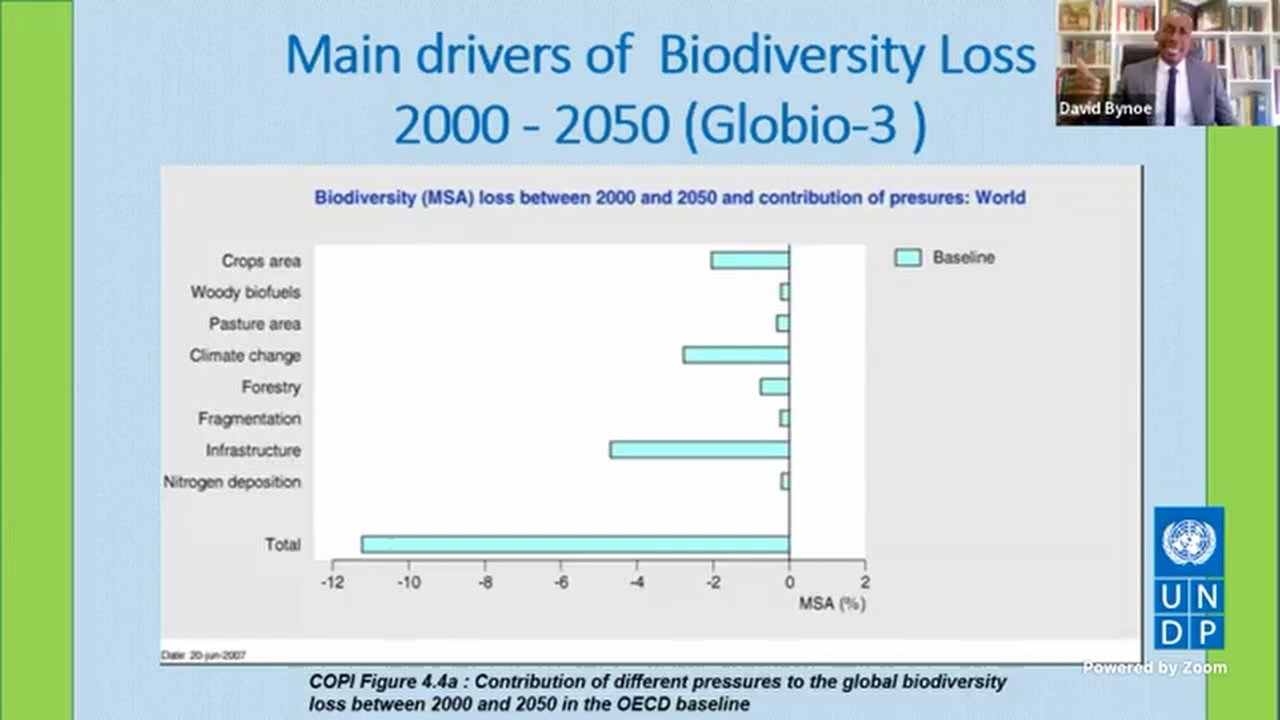 Main drivers of Biodiversity Loss
2000 - 2050 (Globio-3 )
David Bynoe
Biodiversity (MSA) loss between 2000 and 2050 and contribution of presures: World
Crops area
Woody biofuels
Pasture area
Climate change
Forestry
Fragmentation
Infrastructure
Nitrogen deposition
Total
Baseline
-12 -10 -8 -6 -4 -2 0 2
MSA (%)
Date: 20-jun-2007
U N
D P
Powered by Zoom
COPI Figure 4.4a : Contribution of different pressures to the global biodiversity
loss between 2000 and 2050 in the OECD baseline